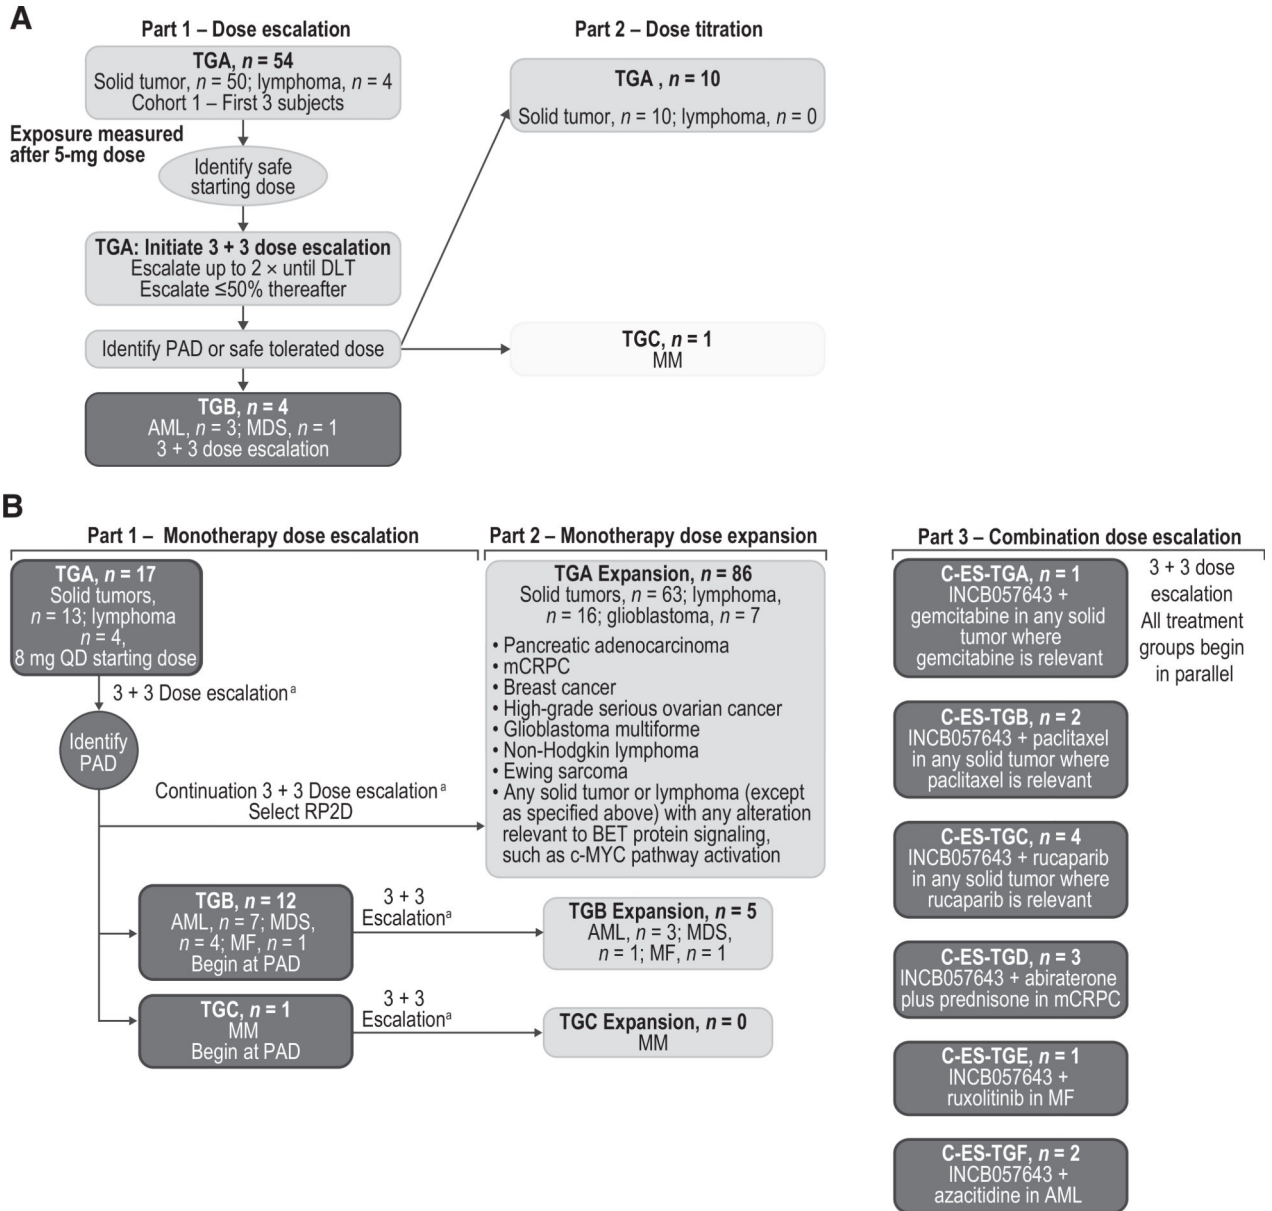 A
Part 1 – Dose escalation
TGA, n = 54
Solid tumor, n = 50; lymphoma, n = 4
Cohort 1 – First 3 subjects
Exposure measured
after 5-mg dose
Identify safe
starting dose
TGA: Initiate 3 + 3 dose escalation
Escalate up to 2 × until DLT
Escalate ≤50% thereafter
Identify PAD or safe tolerated dose
TGB, n = 4
AML, n = 3; MDS, n = 1
3 + 3 dose escalation
Part 2 – Dose titration
TGA , n = 10
Solid tumor, n = 10; lymphoma, n = 0
TGC, n = 1
MM
B
Part 1 – Monotherapy dose escalation
TGA, n = 17
Solid tumors,
n = 13; lymphoma
n = 4,
8 mg QD starting dose
3 + 3 Dose escalationᵃ
Identify
PAD
Continuation 3 + 3 Dose escalationᵃ
Select RP2D
TGB, n = 12
AML, n = 7; MDS,
n = 4; MF, n = 1
Begin at PAD
3 + 3
Escalationᵃ
TGC, n = 1
MM
Begin at PAD
3 + 3
Escalationᵃ
Part 2 – Monotherapy dose expansion
TGA Expansion, n = 86
Solid tumors, n = 63; lymphoma,
n = 16; glioblastoma, n = 7
• Pancreatic adenocarcinoma
• mCRPC
• Breast cancer
• High-grade serious ovarian cancer
• Glioblastoma multiforme
• Non-Hodgkin lymphoma
• Ewing sarcoma
• Any solid tumor or lymphoma (except
as specified above) with any alteration
relevant to BET protein signaling,
such as c-MYC pathway activation
TGB Expansion, n = 5
AML, n = 3; MDS,
n = 1; MF, n = 1
TGC Expansion, n = 0
MM
Part 3 – Combination dose escalation
C-ES-TGA, n = 1
INCB057643 +
gemcitabine in any solid
tumor where
gemcitabine is relevant
3 + 3 dose
escalation
All treatment
groups begin
in parallel
C-ES-TGB, n = 2
INCB057643 + paclitaxel
in any solid tumor where
paclitaxel is relevant
C-ES-TGC, n = 4
INCB057643 + rucaparib
in any solid tumor where
rucaparib is relevant
C-ES-TGD, n = 3
INCB057643 + abiraterone
plus prednisone in mCRPC
C-ES-TGE, n = 1
INCB057643 +
ruxolitinib in MF
C-ES-TGF, n = 2
INCB057643 +
azacitidine in AML